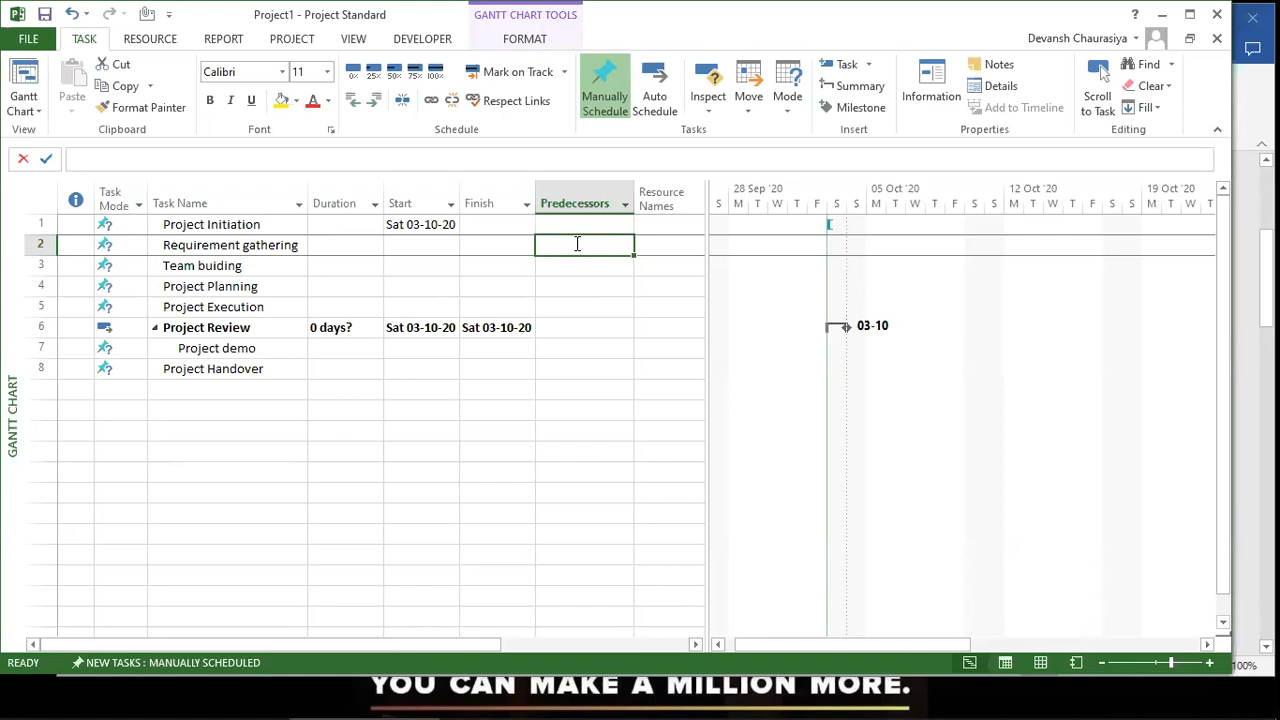 Project1 - Project Standard
GANTT CHART TOOLS
?
FILE
TASK
RESOURCE
REPORT
PROJECT
VIEW
DEVELOPER
FORMAT
Devansh Chaurasiya
Gantt
Chart
View
Paste
Cut
Copy
Format Painter
Clipboard
Calibri
11
B I U
A
Font
0% 25% 50% 75% 100%
Mark on Track
Respect Links
Schedule
Manually
Schedule
Auto
Schedule
Inspect
Move
Mode
Tasks
Task
Summary
Milestone
Insert
Information
Notes
Details
Add to Timeline
Properties
Scroll
to Task
Find
Clear
Fill
Editing
Task
Mode
Task Name
Duration
Start
Finish
Predecessors
Resource
Names
28 Sep '20
05 Oct '20
12 Oct '20
19 Oct '20
S M T W T F S S M T W T F S S M T W T F S S M T W T
1 Project Initiation Sat 03-10-20
2 Requirement gathering
3 Team buiding
4 Project Planning
5 Project Execution
6 Project Review 0 days? Sat 03-10-20 Sat 03-10-20
03-10
7 Project demo
8 Project Handover
GANTT CHART
READY
NEW TASKS : MANUALLY SCHEDULED
100%
YOU CAN MAKE A MILLION MORE.